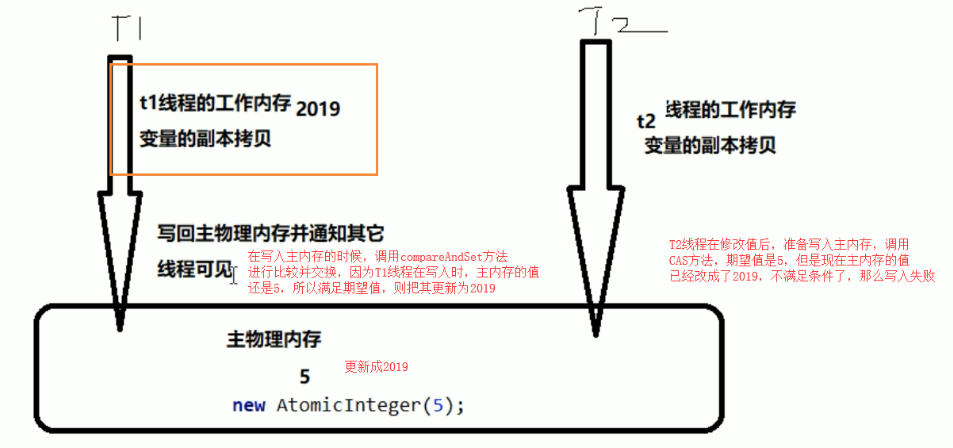 T1
T2
t1线程的工作内存 2019
变量的副本拷贝
t2 线程的工作内存
变量的副本拷贝
写回主物理内存并通知其它
线程可见
在写入主内存的时候，调用compareAndSet方法
进行比较并交换，因为T1线程在写入时，主内存的值
还是5，所以满足期望值，则把其更新为2019
T2线程在修改值后，准备写入主内存，调用
CAS方法，期望值是5，但是现在主内存的值
已经改成了2019，不满足条件了，那么写入失败
主物理内存
5
更新成2019
new AtomicInteger(5);